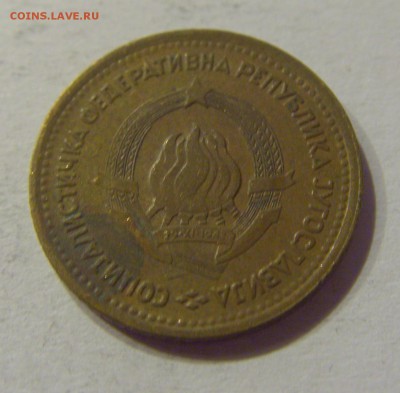 COINS.LAVE.RU
СОЦИЈАЛИСТИЧКА ФЕДЕРАТИВНА РЕПУБЛИКА ЈУГОСЛАВИЈА